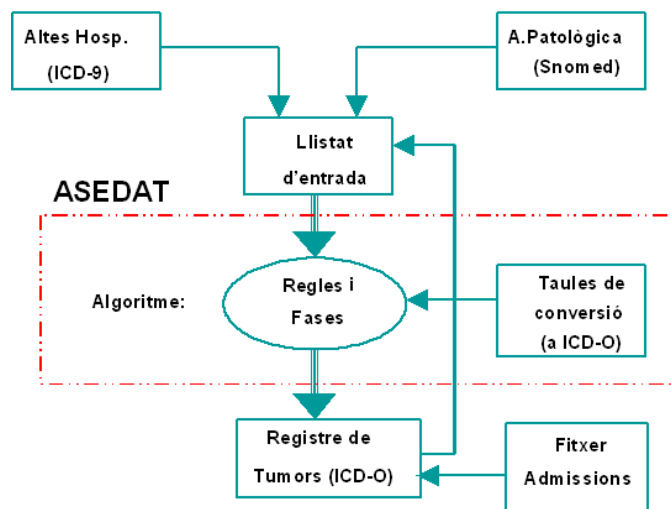 Altes Hosp.
(ICD-9)
A.Patològica
(Snomed)
Llistat
d'entrada
ASEDAT
Algoritme:
Regles i
Fases
Taules de
conversió
(a ICD-O)
Registre de
Tumors (ICD-O)
Fitxer
Admissions